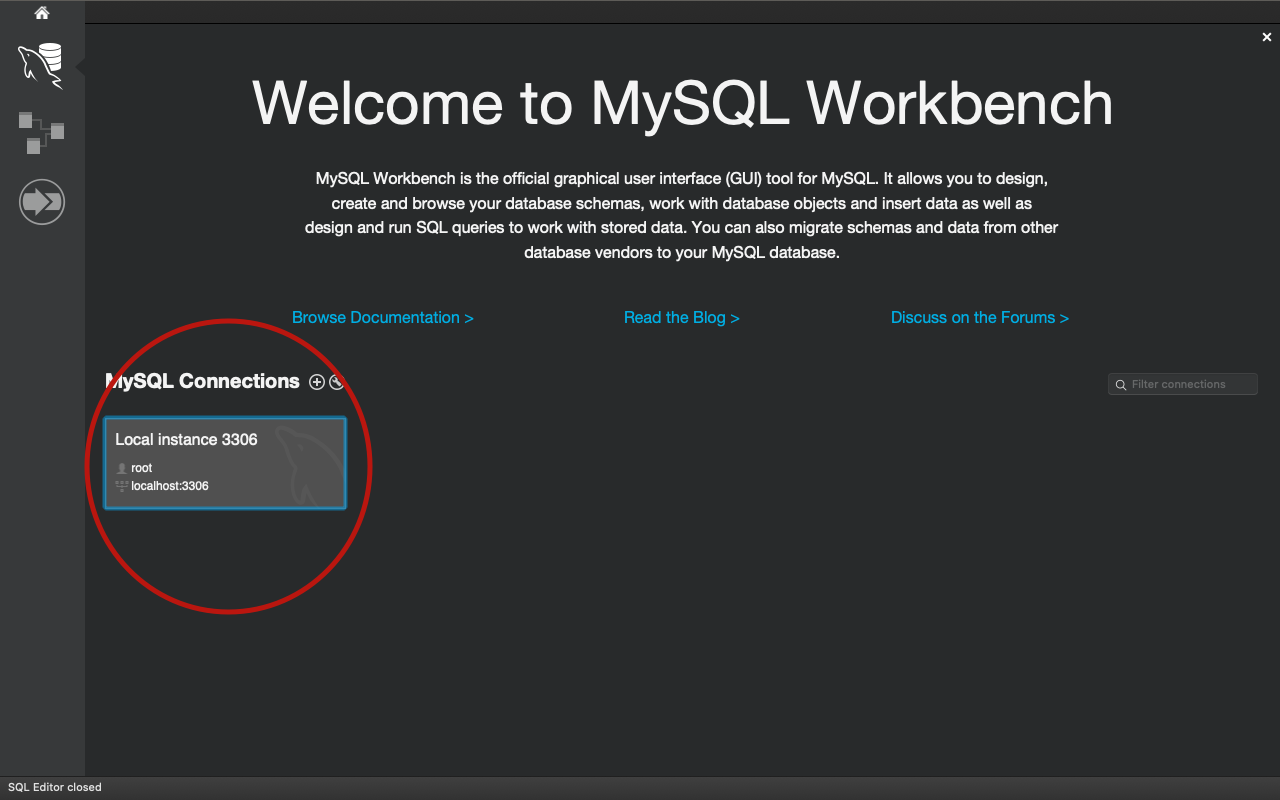 Welcome to MySQL Workbench
MySQL Workbench is the official graphical user interface (GUI) tool for MySQL. It allows you to design,
create and browse your database schemas, work with database objects and insert data as well as
design and run SQL queries to work with stored data. You can also migrate schemas and data from other
database vendors to your MySQL database.
Browse Documentation >
Read the Blog >
Discuss on the Forums >
MySQL Connections
Filter connections
Local instance 3306
root
localhost:3306
SQL Editor closed